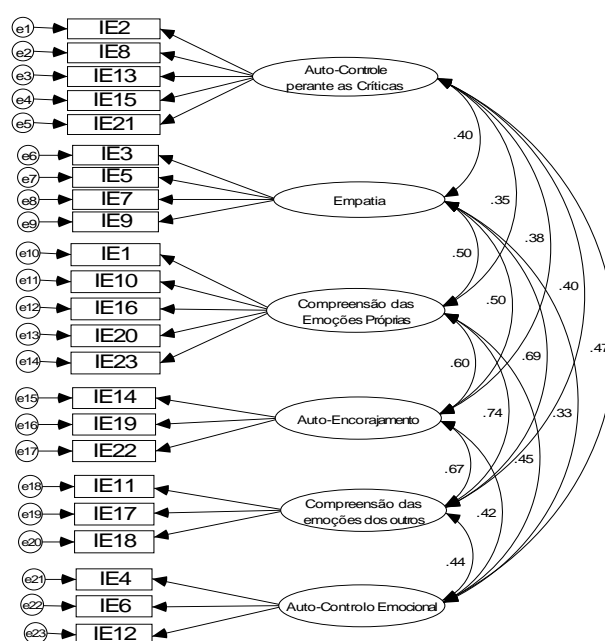 e1 IE2
e2 IE8
e3 IE13
e4 IE15
e5 IE21
Auto-Controle
perante as Críticas
.40
e6 IE3
e7 IE5
e8 IE7
e9 IE9
Empatia
.35
.38
.40
.47
.50
.50
e10 IE1
e11 IE10
e12 IE16
e13 IE20
e14 IE23
Compreensão das
Emoções Próprias
.60
.69
.74
.33
e15 IE14
e16 IE19
e17 IE22
Auto-Encorajamento
.67
.45
.42
e18 IE11
e19 IE17
e20 IE18
Compreensão das
emoções dos outros
.44
e21 IE4
e22 IE6
e23 IE12
Auto-Controlo Emocional